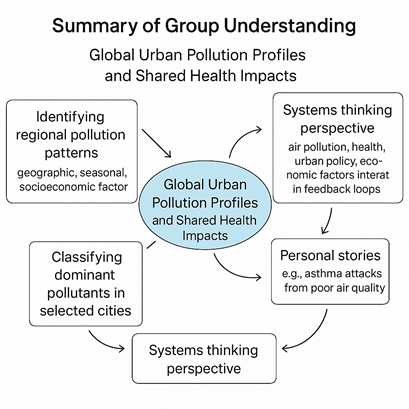 Summary of Group Understanding
Global Urban Pollution Profiles
and Shared Health Impacts
Identifying
regional pollution
patterns
geographic, seasonal,
socioeconomic factor
Systems thinking
perspective
air pollution, health,
urban policy, eco-
nomic factors interat
in feedback loops
Global Urban
Pollution Profiles
and Shared Health
Impacts
Classifying
dominant
pollutants in
selected cities
Personal stories
e.g., asthma attacks
from poor air quality
Systems thinking
perspective